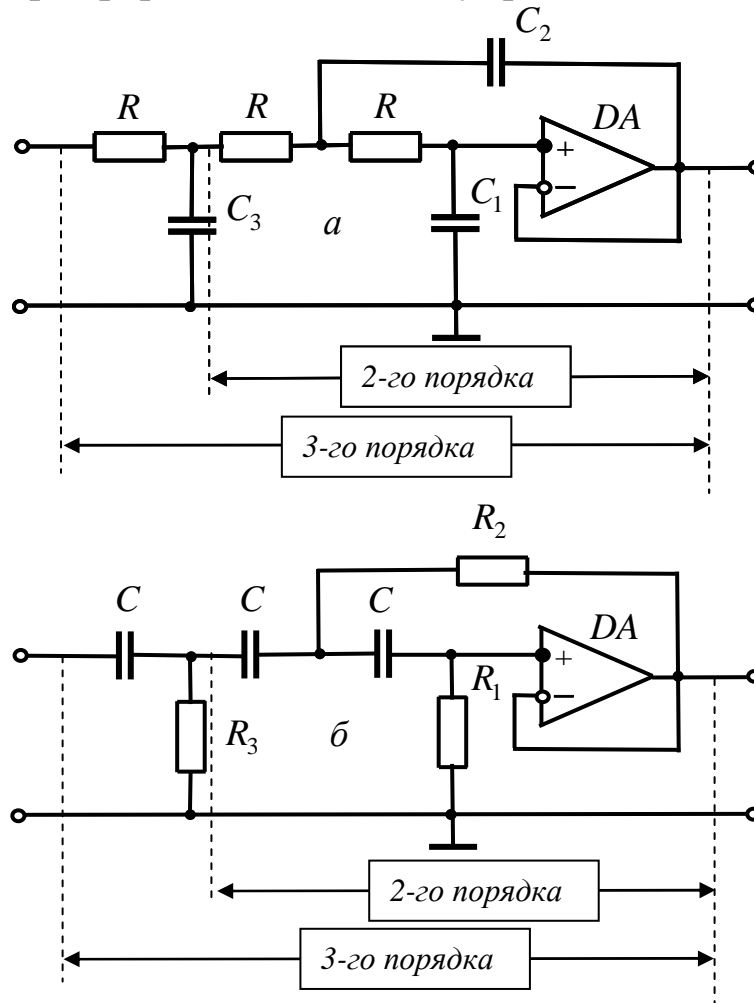 C₂
R R R DA
+
−
C₃ а C₁
2-го порядка
3-го порядка
R₂
C C C DA
+
−
R₃ б R₁
2-го порядка
3-го порядка